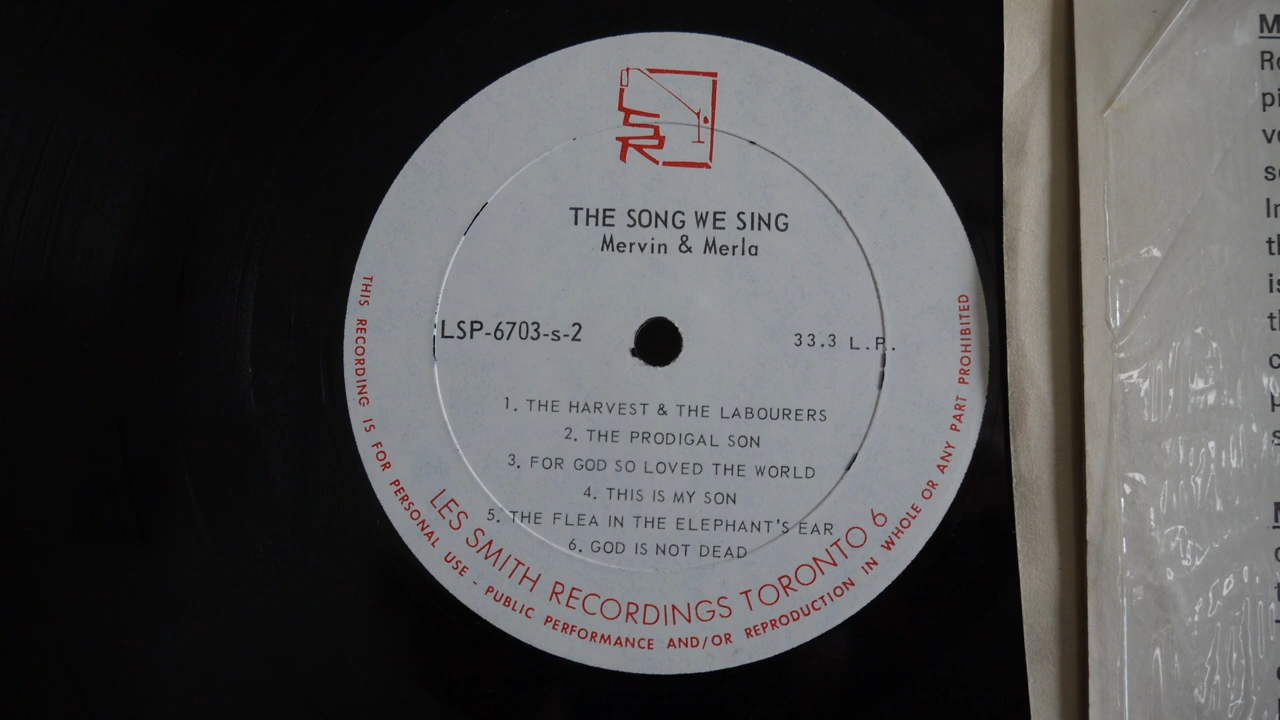 LSR
THE SONG WE SING
Mervin & Merla
LSP-6703-s-2
33.3 L.P.
1. THE HARVEST & THE LABOURERS
2. THE PRODIGAL SON
3. FOR GOD SO LOVED THE WORLD
4. THIS IS MY SON
5. THE FLEA IN THE ELEPHANT'S EAR
6. GOD IS NOT DEAD
LES SMITH RECORDINGS TORONTO 6
THIS RECORDING IS FOR PERSONAL USE - PUBLIC PERFORMANCE AND/OR REPRODUCTION IN WHOLE OR ANY PART PROHIBITED